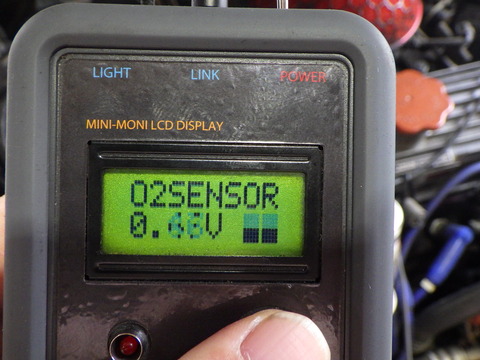 LIGHT LINK POWER
MINI-MONI LCD DISPLAY
O2SENSOR
0.46V